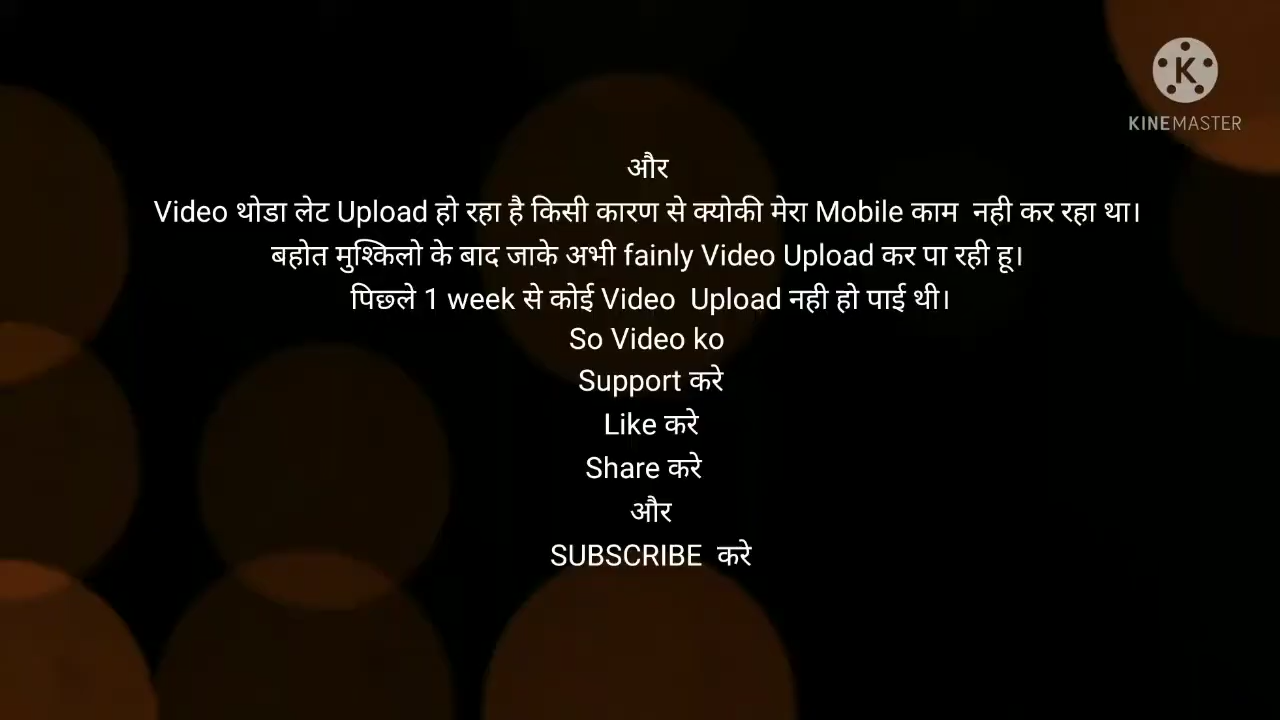 KINEMASTER
और
Video थोडा लेट Upload हो रहा है किसी कारण से क्योकी मेरा Mobile काम नही कर रहा था।
बहोत मुश्किलो के बाद जाके अभी fainly Video Upload कर पा रही हू।
पिछले 1 week से कोई Video Upload नही हो पाई थी।
So Video ko
Support करे
Like करे
Share करे
और
SUBSCRIBE करे